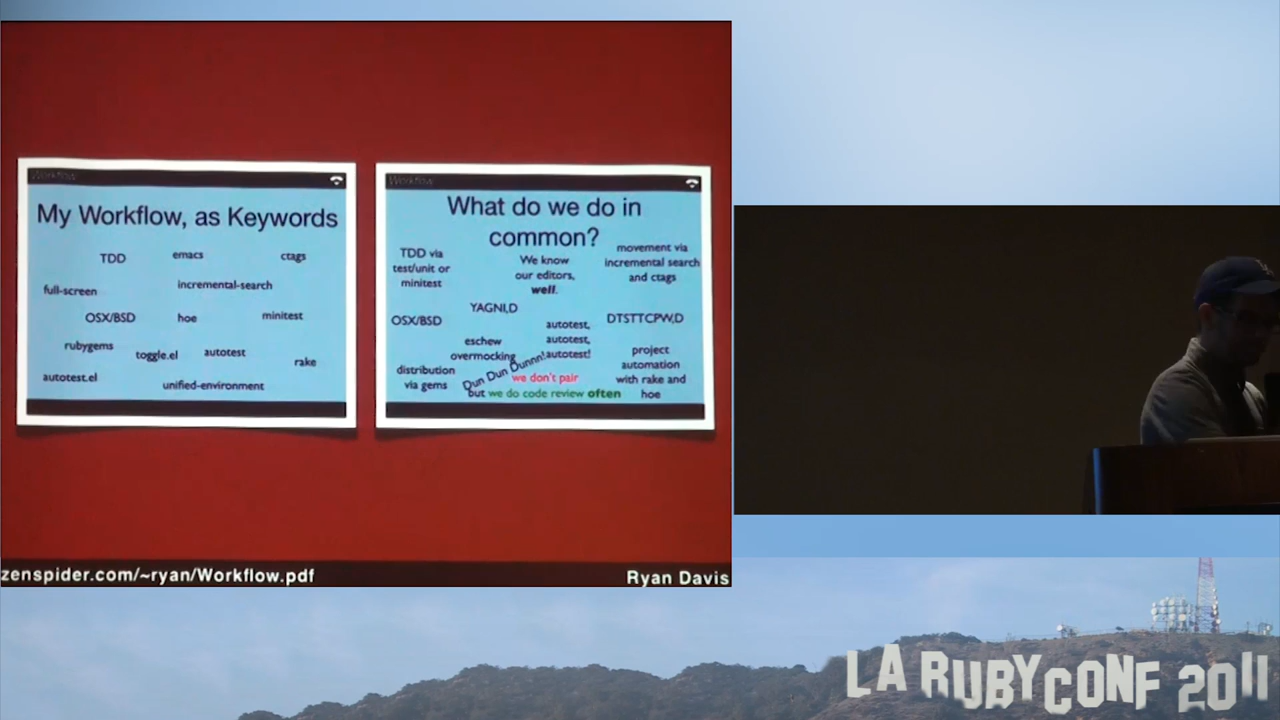 Workflow
My Workflow, as Keywords
TDD
emacs
ctags
full-screen
incremental-search
OSX/BSD
hoe
minitest
rubygems
toggle.el
autotest
rake
autotest.el
unified-environment
Workflow
What do we do in
common?
TDD via
test/unit or
minitest
We know
our editors,
well.
movement via
incremental search
and ctags
YAGNI,D
OSX/BSD
DTSTTCPW,D
autotest,
autotest,
autotest!
eschew
overmocking
project
automation
with rake and
hoe
distribution
via gems
Dun Dun Dunnn!
we don't pair
but we do code review often
zenspider.com/~ryan/Workflow.pdf
Ryan Davis
LA RUBYCONF 2011